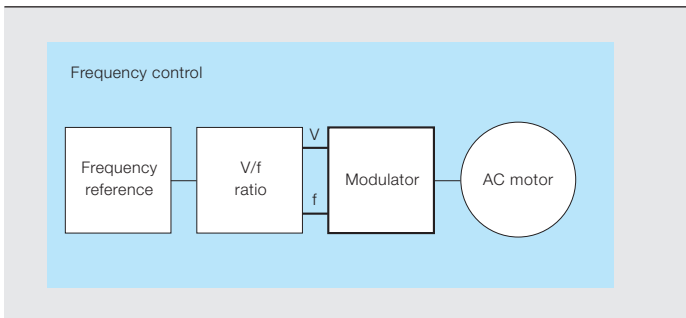 Frequency control
Frequency
reference
V/f
ratio
V
f
Modulator
AC motor